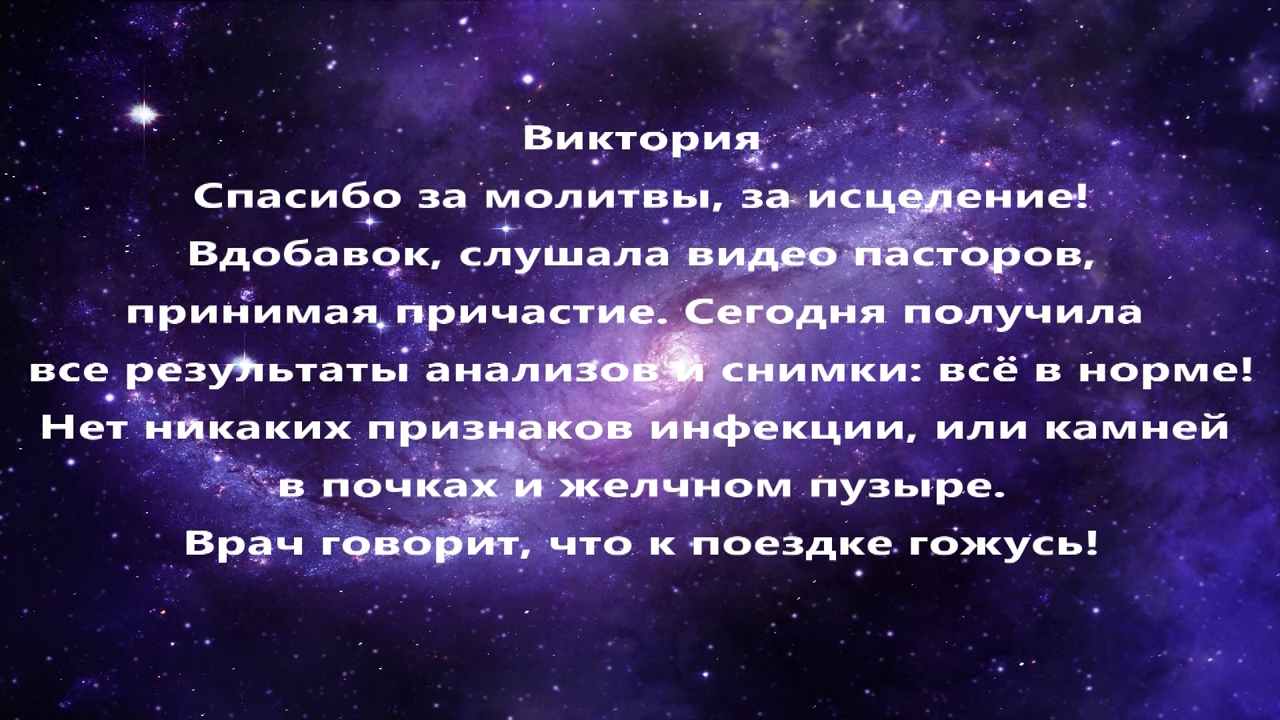 Виктория
Спасибо за молитвы, за исцеление!
Вдобавок, слушала видео пасторов,
принимая причастие. Сегодня получила
все результаты анализов и снимки: всё в норме!
Нет никаких признаков инфекции, или камней
в почках и желчном пузыре.
Врач говорит, что к поездке гожусь!